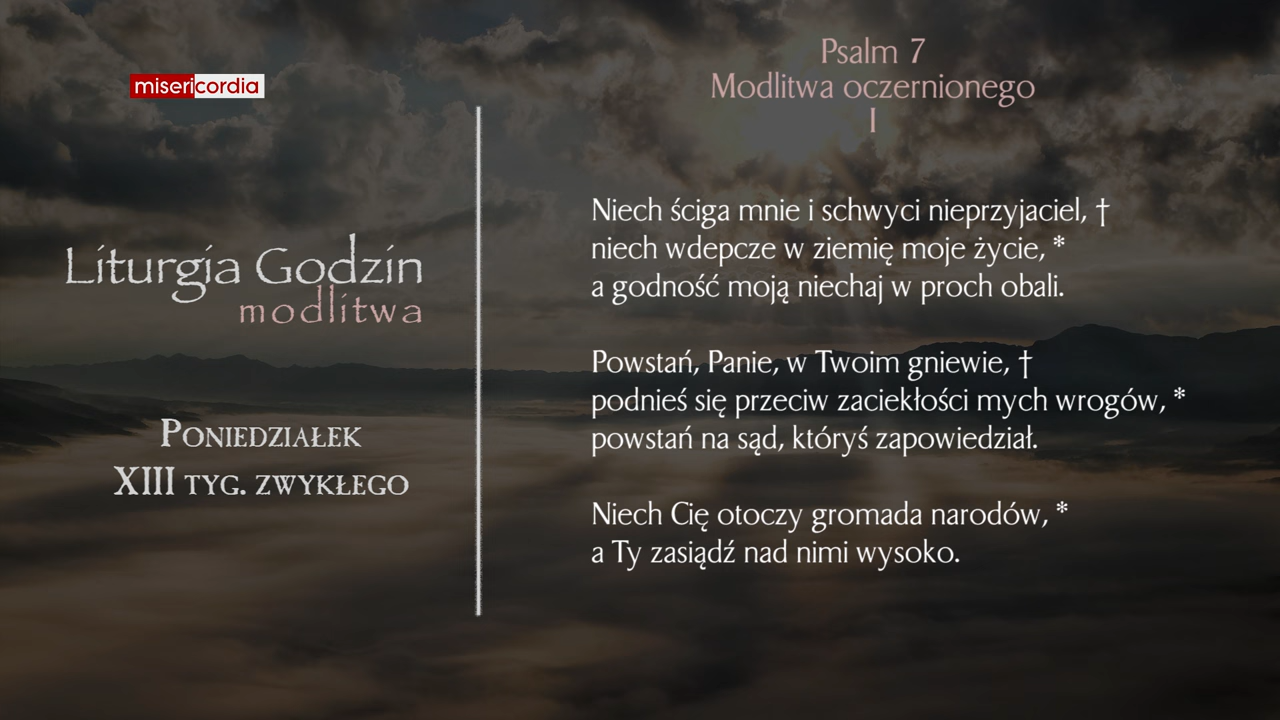 misericordia
Liturgia Godzin
modlitwa
Poniedziałek
XIII tyg. zwykłego
Psalm 7
Modlitwa oczernionego
I
Niech ściga mnie i schwyci nieprzyjaciel, †
niech wdepcze w ziemię moje życie, *
a godność moją niechaj w proch obali.
Powstań, Panie, w Twoim gniewie, †
podnieś się przeciw zaciekłości mych wrogów, *
powstań na sąd, któryś zapowiedział.
Niech Cię otoczy gromada narodów, *
a Ty zasiądź nad nimi wysoko.